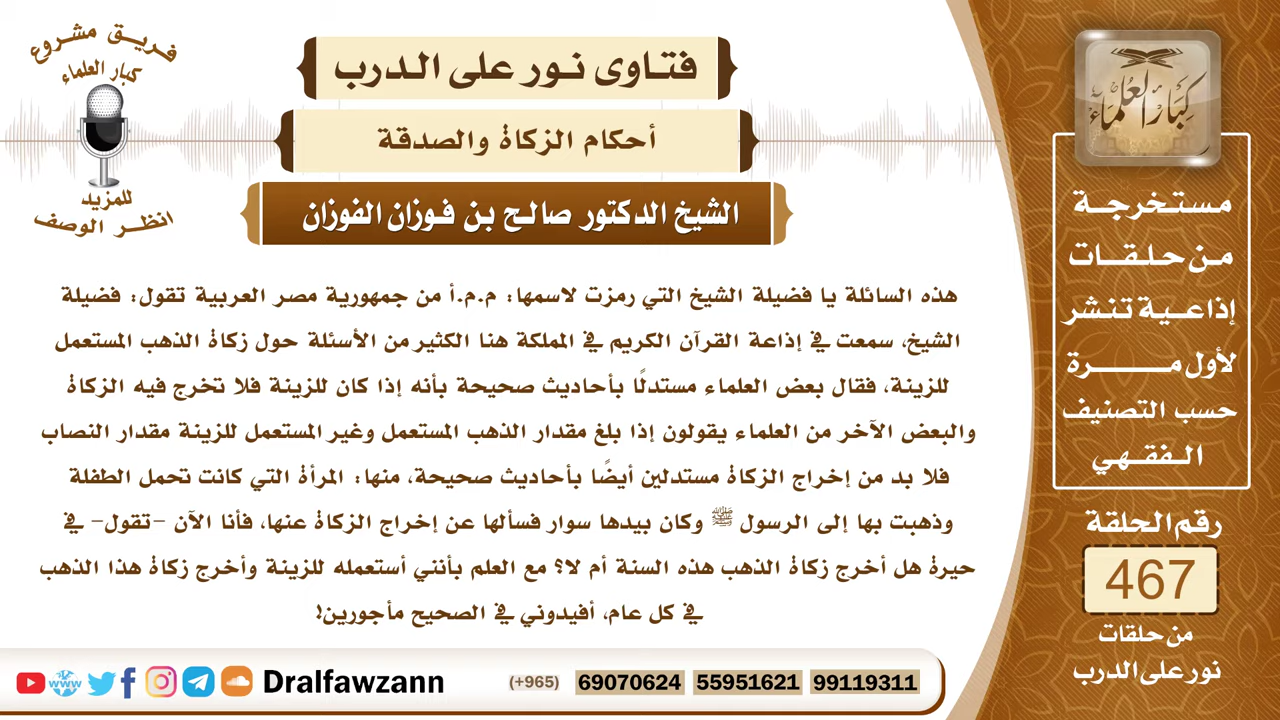 فريق مشروع
كبار العلماء
للمزيد
انظر الوصف
فتاوى نور على الدرب
أحكام الزكاة والصدقة
الشيخ الدكتور صالح بن فوزان الفوزان
هذه السائلة يا فضيلة الشيخ التي رمزت لاسمها: م.م.أ من جمهورية مصر العربية تقول: فضيلة
الشيخ، سمعت في إذاعة القرآن الكريم في المملكة هنا الكثير من الأسئلة حول زكاة الذهب المستعمل
للزينة، فقال بعض العلماء مستدلًا بأحاديث صحيحة بأنه إذا كان للزينة فلا تخرج فيه الزكاة
والبعض الآخر من العلماء يقولون إذا بلغ مقدار الذهب المستعمل وغير المستعمل للزينة مقدار النصاب
فلا بد من إخراج الزكاة مستدلين أيضًا بأحاديث صحيحة، منها: المرأة التي كانت تحمل الطفلة
وذهبت بها إلى الرسول ﷺ وكان بيدها سوار فسألها عن إخراج الزكاة عنها، فأنا الآن -تقول- في
حيرة هل أخرج زكاة الذهب هذه السنة أم لا؟ مع العلم بأنني أستعمله للزينة وأخرج زكاة هذا الذهب
في كل عام، أفيدوني في الصحيح مأجورين!
كبار العلماء
مستخرجة
من حلقات
إذاعية تنشر
لأول مرة
حسب التصنيف
الفقهي
رقم الحلقة
467
من حلقات
نور على الدرب
www
Dralfawzann
(+965) 69070624 55951621 99119311